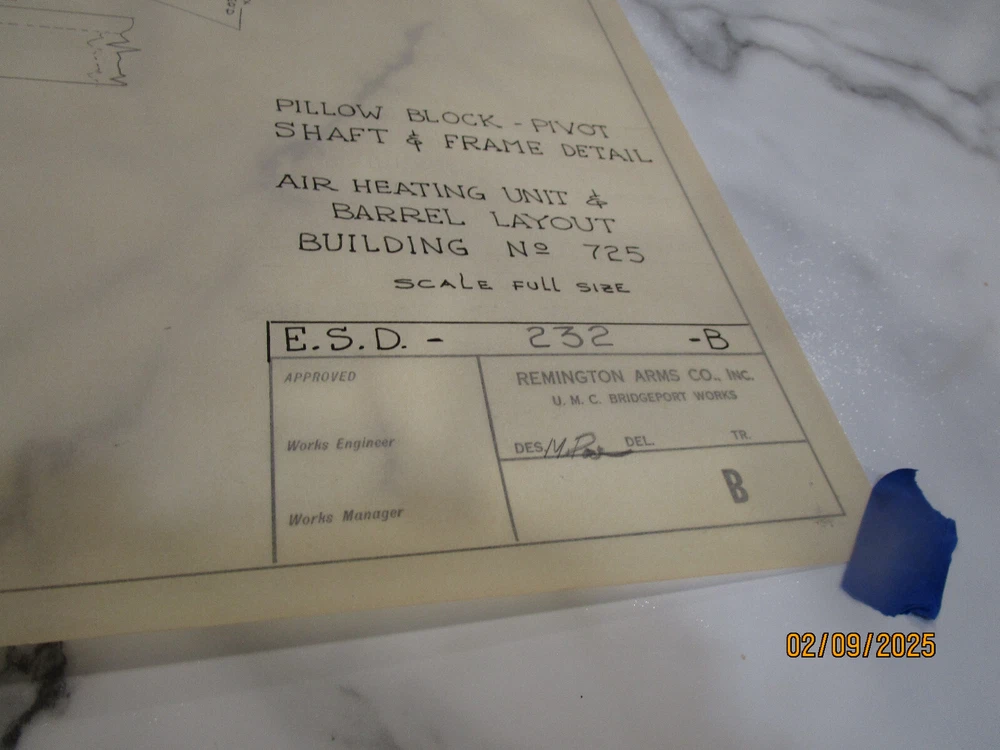 PILLOW BLOCK - PIVOT
SHAFT & FRAME DETAIL
AIR HEATING UNIT &
BARREL LAYOUT
BUILDING Nº 725
SCALE FULL SIZE
E.S.D. - 232 -B
APPROVED
REMINGTON ARMS CO., INC.
U. M. C. BRIDGEPORT WORKS
Works Engineer
DES. DEL. TR.
B
Works Manager
02/09/2025